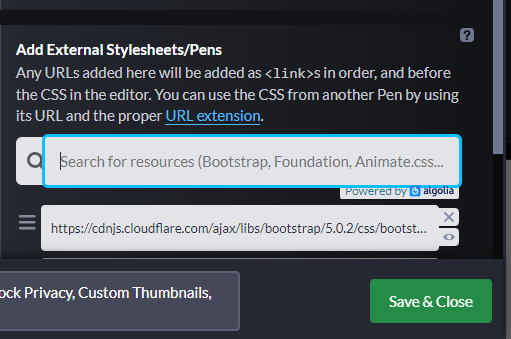 Add External Stylesheets/Pens
?
Any URLs added here will be added as <link>s in order, and before
the CSS in the editor. You can use the CSS from another Pen by using
its URL and the proper URL extension.
Search for resources (Bootstrap, Foundation, Animate.css...
Powered by algolia
https://cdnjs.cloudflare.com/ajax/libs/bootstrap/5.0.2/css/bootst...
ock Privacy, Custom Thumbnails,
Save & Close